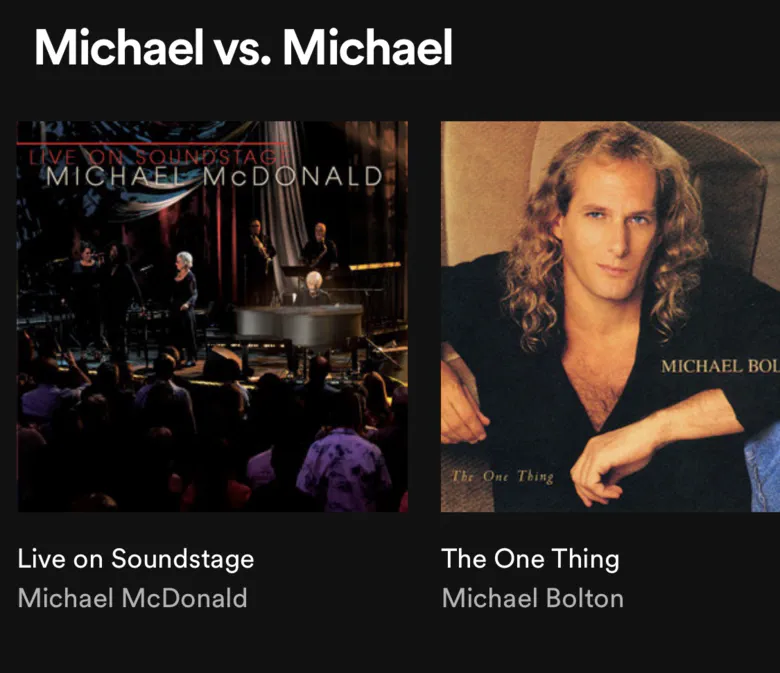 Michael vs. Michael
LIVE ON SOUNDSTAGE
MICHAEL McDONALD
MICHAEL BOL
The One Thing
Live on Soundstage
Michael McDonald
The One Thing
Michael Bolton